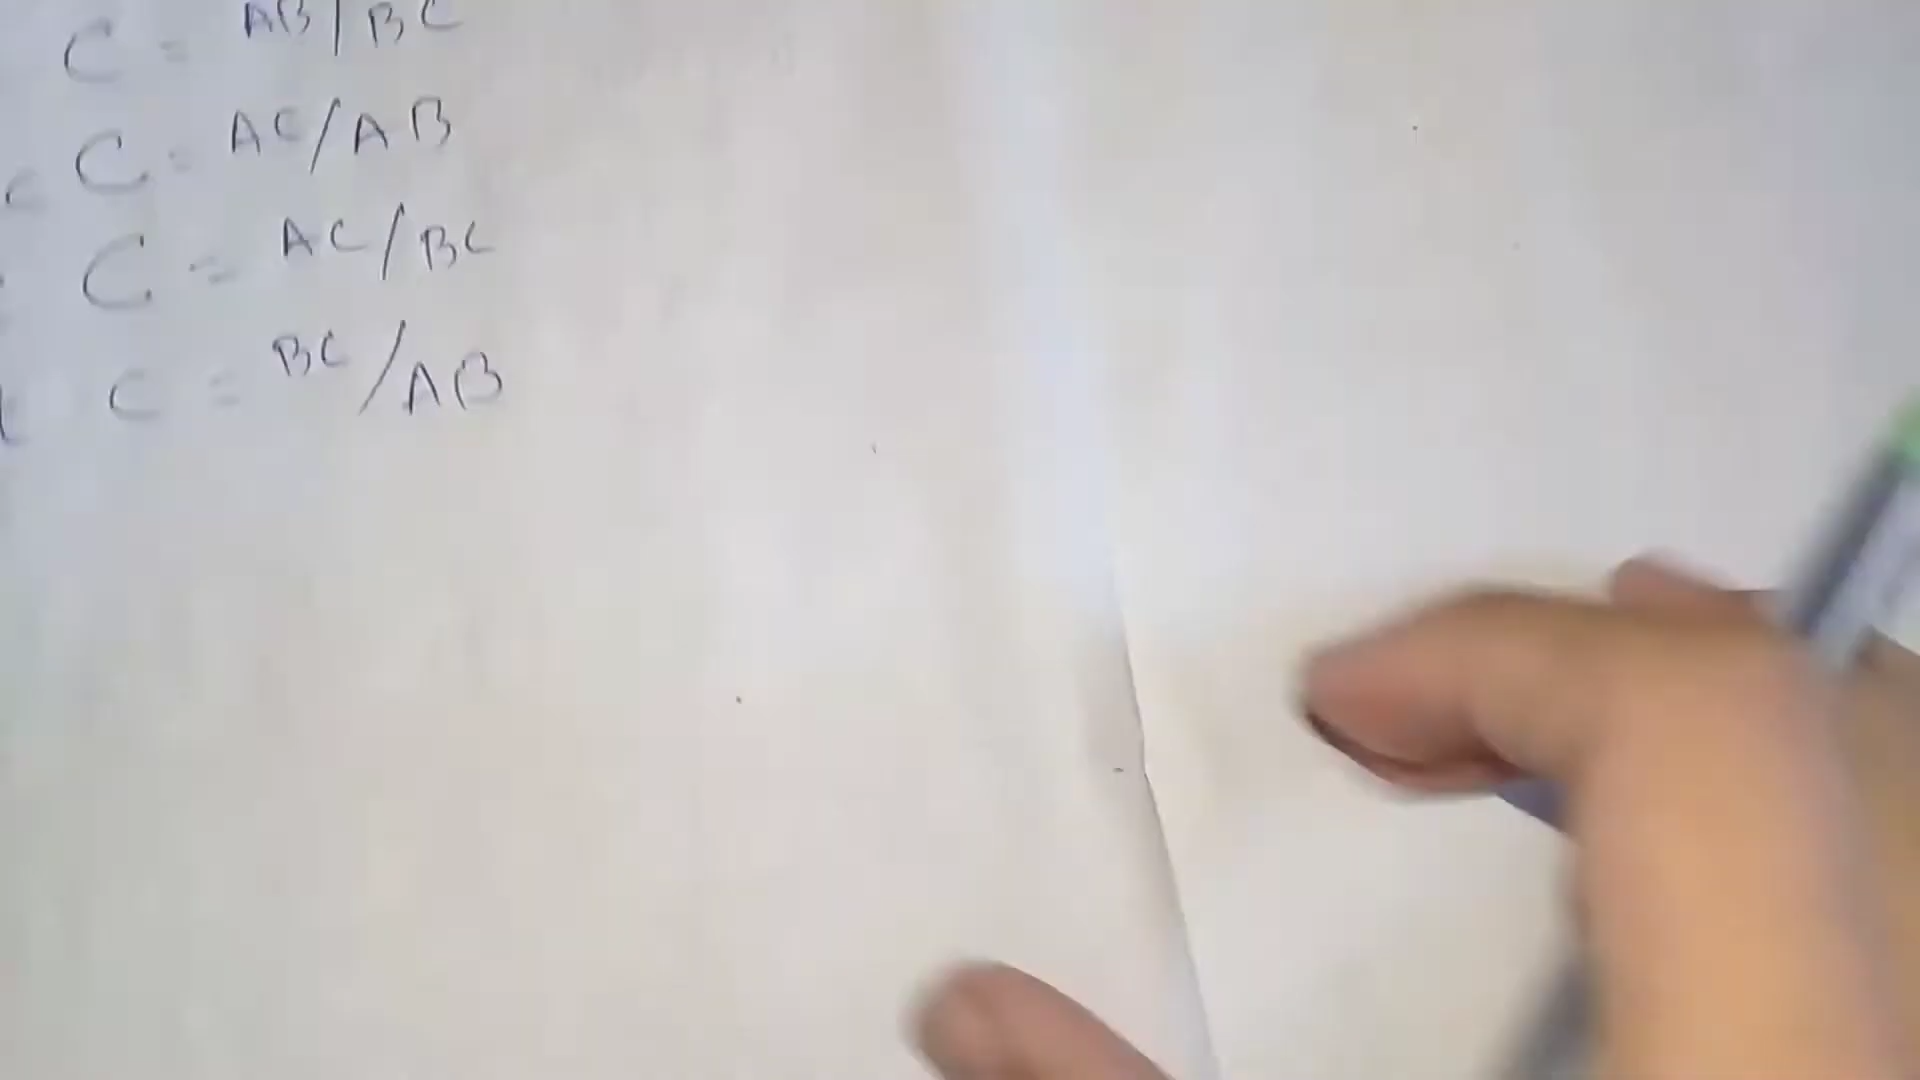 C = AB/BC
C = AC/AB
C = AC/BC
C = BC/AB